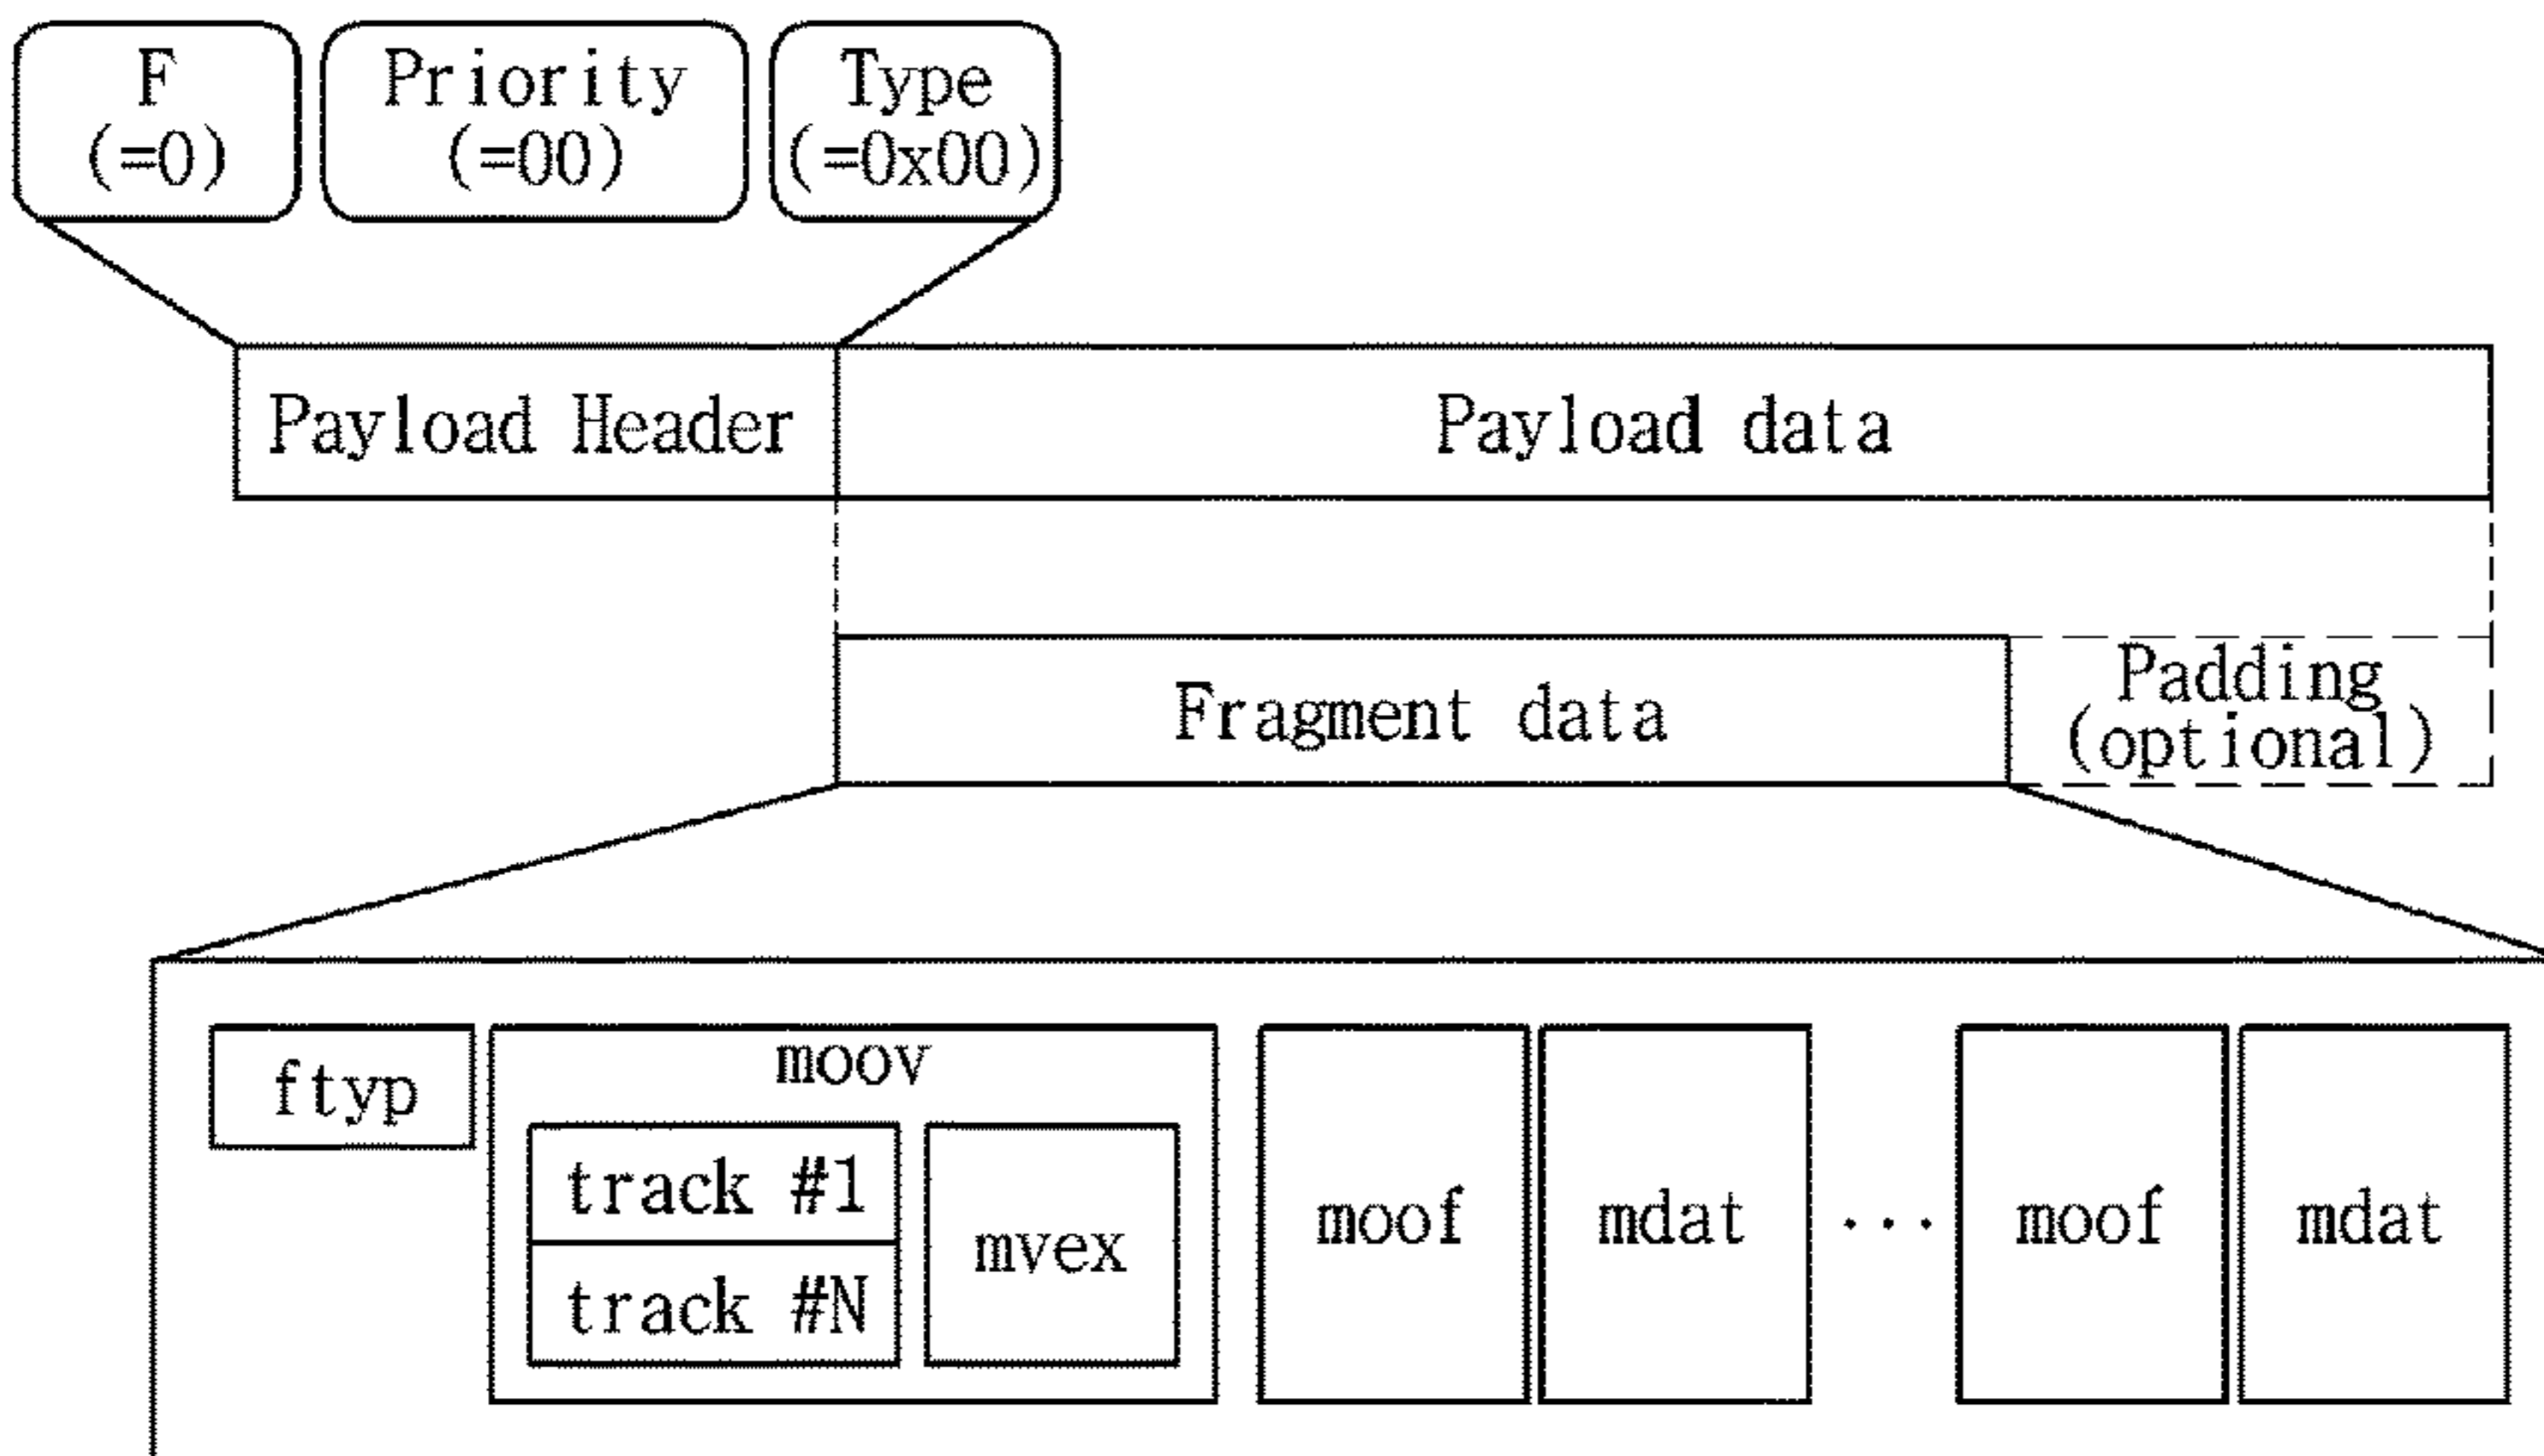 F
(=0)
Priority
(=00)
Type
(=0x00)
Payload Header
Payload data
Fragment data
Padding
(optional)
ftyp
moov
track #1
track #N
mvex
moof
mdat
...
moof
mdat